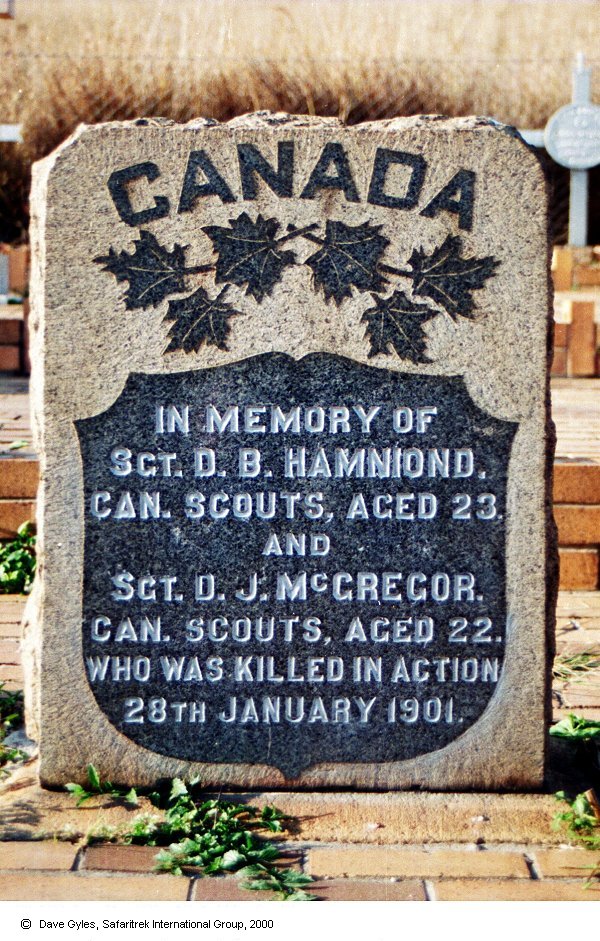 CANADA
IN MEMORY OF
SGT. D. B. HAMNIOND.
CAN. SCOUTS, AGED 23.
AND
SGT. D. J. McGREGOR.
CAN. SCOUTS, AGED 22.
WHO WAS KILLED IN ACTION
28TH JANUARY 1901.
© Dave Gyles, Safaritrek International Group, 2000